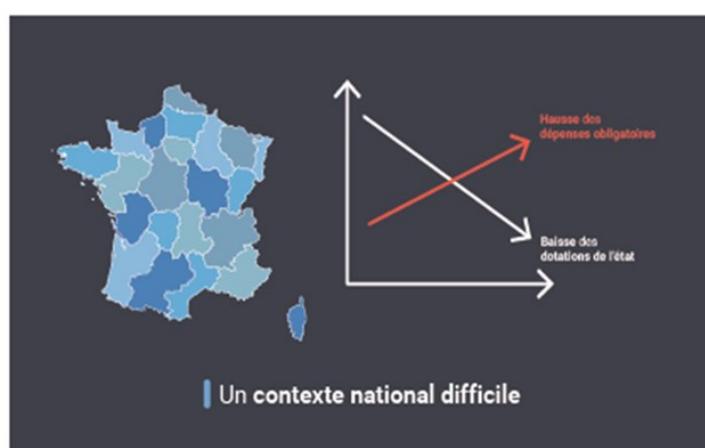 Hausse des
dépenses obligatoires
Baisse des
dotations de l'état
Un contexte national difficile